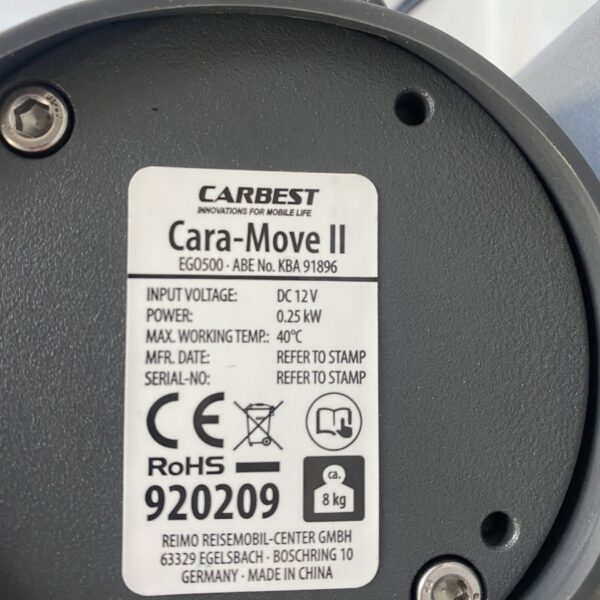 CARBEST
INNOVATIONS FOR MOBILE LIFE
Cara-Move II
EGO500 · ABE No. KBA 91896
INPUT VOLTAGE: DC 12 V
POWER: 0.25 kW
MAX. WORKING TEMP.: 40°C
MFR. DATE: REFER TO STAMP
SERIAL-NO: REFER TO STAMP
CE
RoHS
ca.
8 kg
920209
REIMO REISEMOBIL-CENTER GMBH
63329 EGELSBACH · BOSCHRING 10
GERMANY · MADE IN CHINA